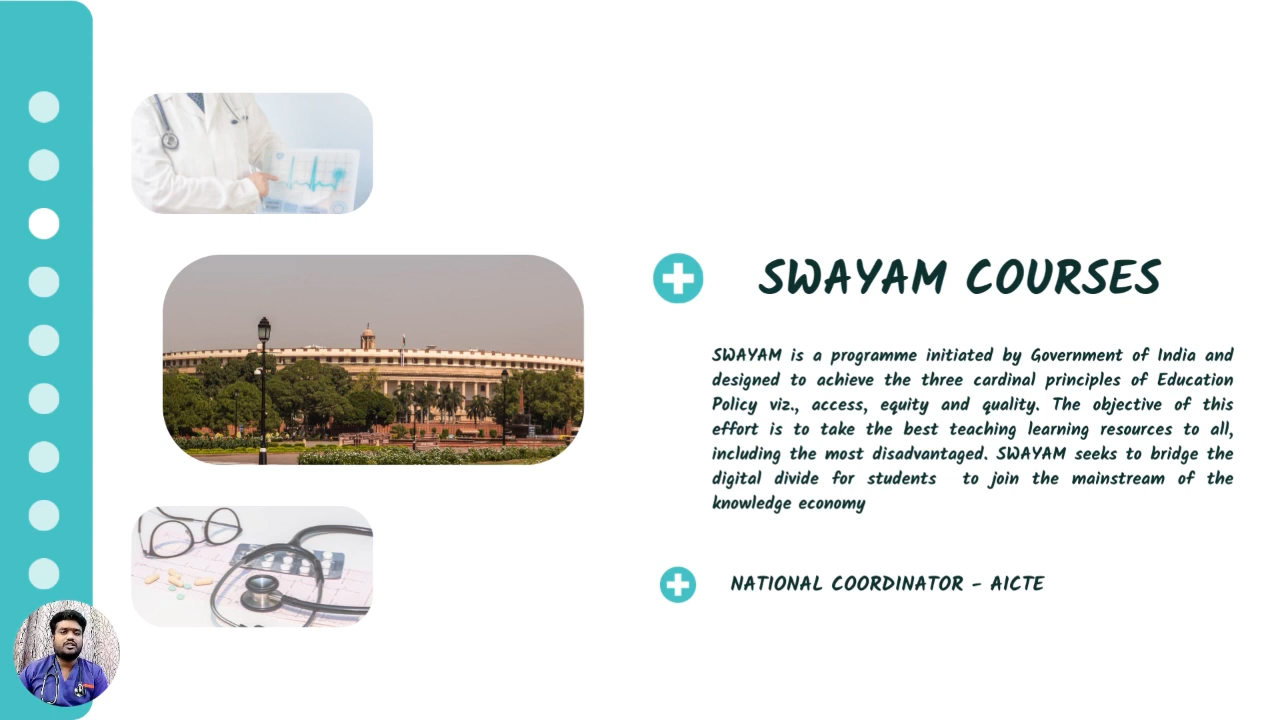 SWAYAM COURSES
SWAYAM is a programme initiated by Government of India and
designed to achieve the three cardinal principles of Education
Policy viz., access, equity and quality. The objective of this
effort is to take the best teaching learning resources to all,
including the most disadvantaged. SWAYAM seeks to bridge the
digital divide for students to join the mainstream of the
knowledge economy
NATIONAL COORDINATOR - AICTE